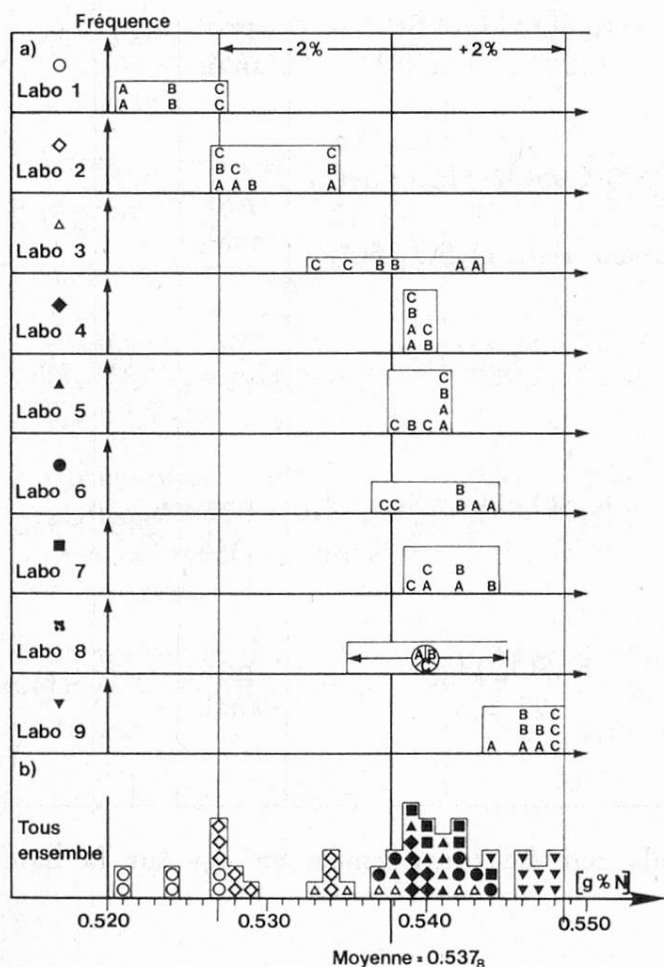 Fréquence
a) -2% +2%
Labo 1
A B C
A B C
Labo 2
C C
B C B
A A B A
Labo 3
C C B B A A
Labo 4
C
B
A C
A B
Labo 5
C
B
A
C B C A
Labo 6
B
C C B A A
Labo 7
C B
C A A B
Labo 8
A B
C
Labo 9
B C
B B C
A A A C
b)
Tous
ensemble
[g % N]
0.520 0.530 0.540 0.550
Moyenne = 0.537₈